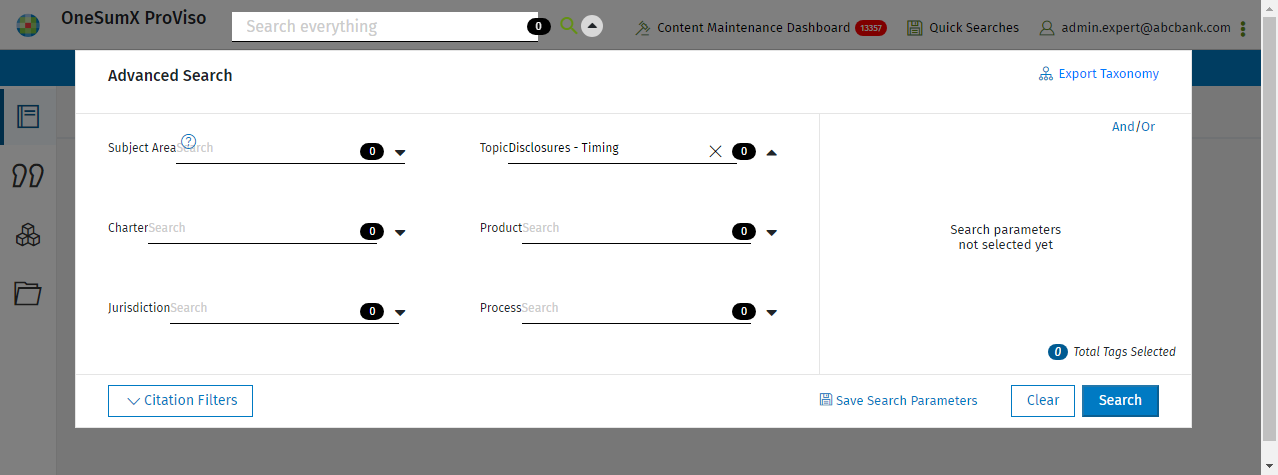 OneSumX ProViso
Search everything
0
Content Maintenance Dashboard 13357
Quick Searches
admin.expert@abcbank.com
Advanced Search
Export Taxonomy
And/Or
Subject Area ? Search 0
Topic Disclosures - Timing 0
Charter Search 0
Product Search 0
Search parameters
not selected yet
Jurisdiction Search 0
Process Search 0
0 Total Tags Selected
Citation Filters
Save Search Parameters
Clear
Search